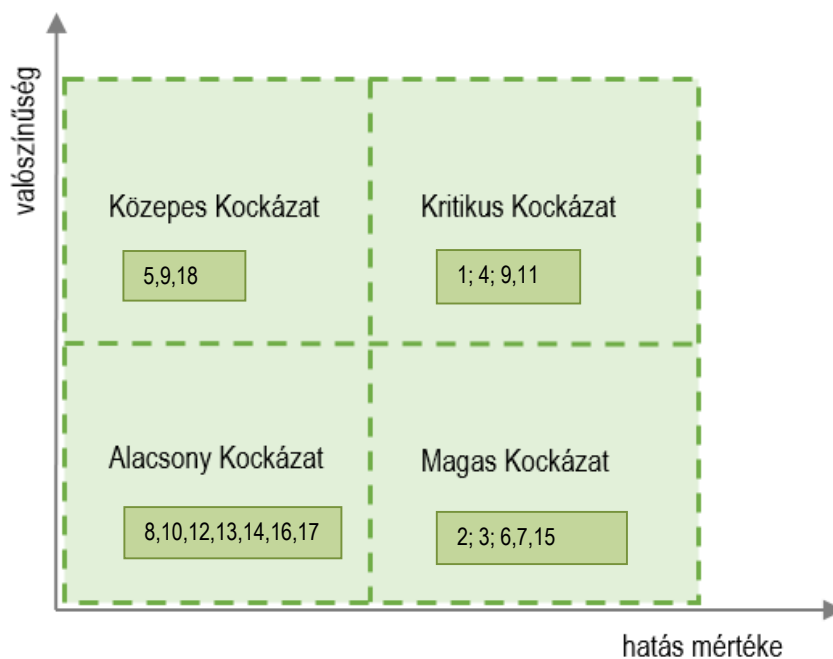 valószínűség
Közepes Kockázat
5,9,18
Kritikus Kockázat
1; 4; 9,11
Alacsony Kockázat
8,10,12,13,14,16,17
Magas Kockázat
2; 3; 6,7,15
hatás mértéke